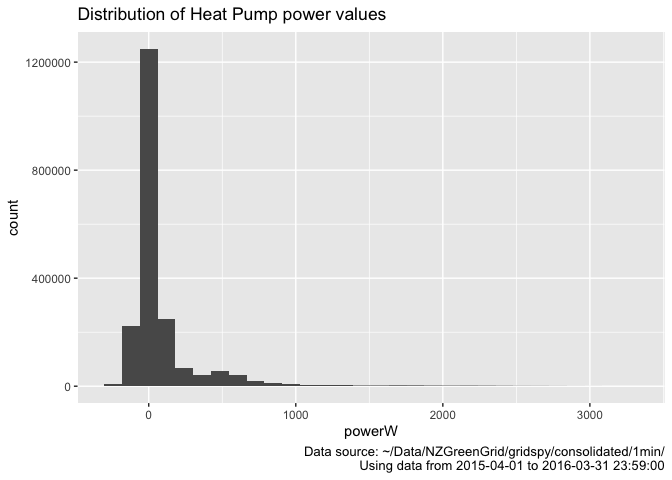 Distribution of Heat Pump power values
1200000
800000
400000
0
count
0 1000 2000 3000
powerW
Data source: ~/Data/NZGreenGrid/gridspy/consolidated/1min/
Using data from 2015-04-01 to 2016-03-31 23:59:00